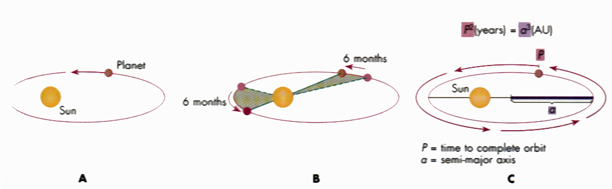 Planet
Sun
A
6 months
6 months
B
P²(years) = a³(AU)
P
Sun
a
P = time to complete orbit
a = semi-major axis
C